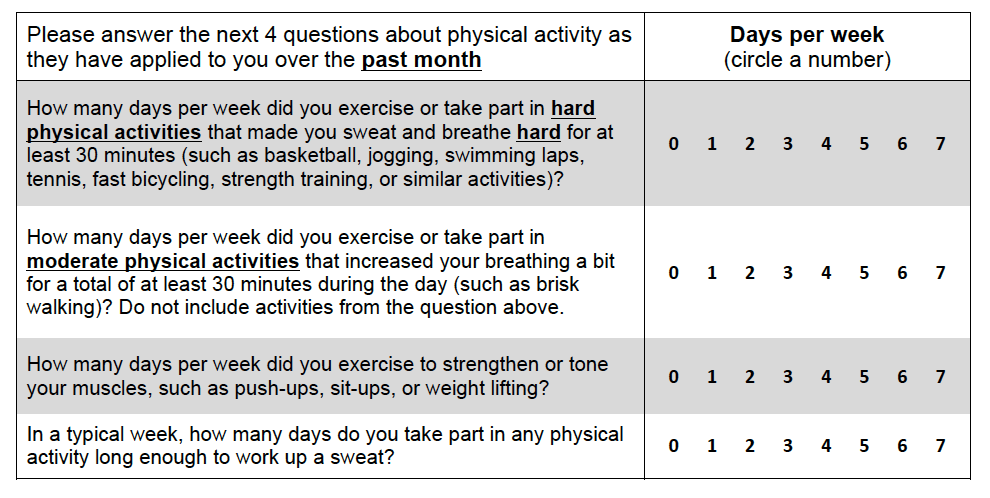 Please answer the next 4 questions about physical activity as
they have applied to you over the past month
Days per week
(circle a number)
How many days per week did you exercise or take part in hard
physical activities that made you sweat and breathe hard for at
least 30 minutes (such as basketball, jogging, swimming laps,
tennis, fast bicycling, strength training, or similar activities)?
0 1 2 3 4 5 6 7
How many days per week did you exercise or take part in
moderate physical activities that increased your breathing a bit
for a total of at least 30 minutes during the day (such as brisk
walking)? Do not include activities from the question above.
0 1 2 3 4 5 6 7
How many days per week did you exercise to strengthen or tone
your muscles, such as push-ups, sit-ups, or weight lifting?
0 1 2 3 4 5 6 7
In a typical week, how many days do you take part in any physical
activity long enough to work up a sweat?
0 1 2 3 4 5 6 7